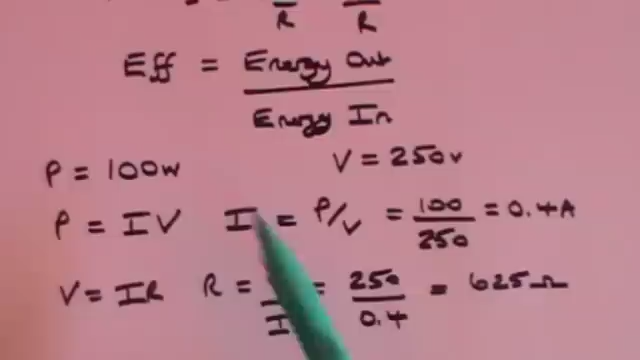 R R
Eff = Energy Out / Energy In
P = 100w V = 250v
P = IV I = P/V = 100/250 = 0.4A
V = IR R = /I = 250/0.4 = 625Ω